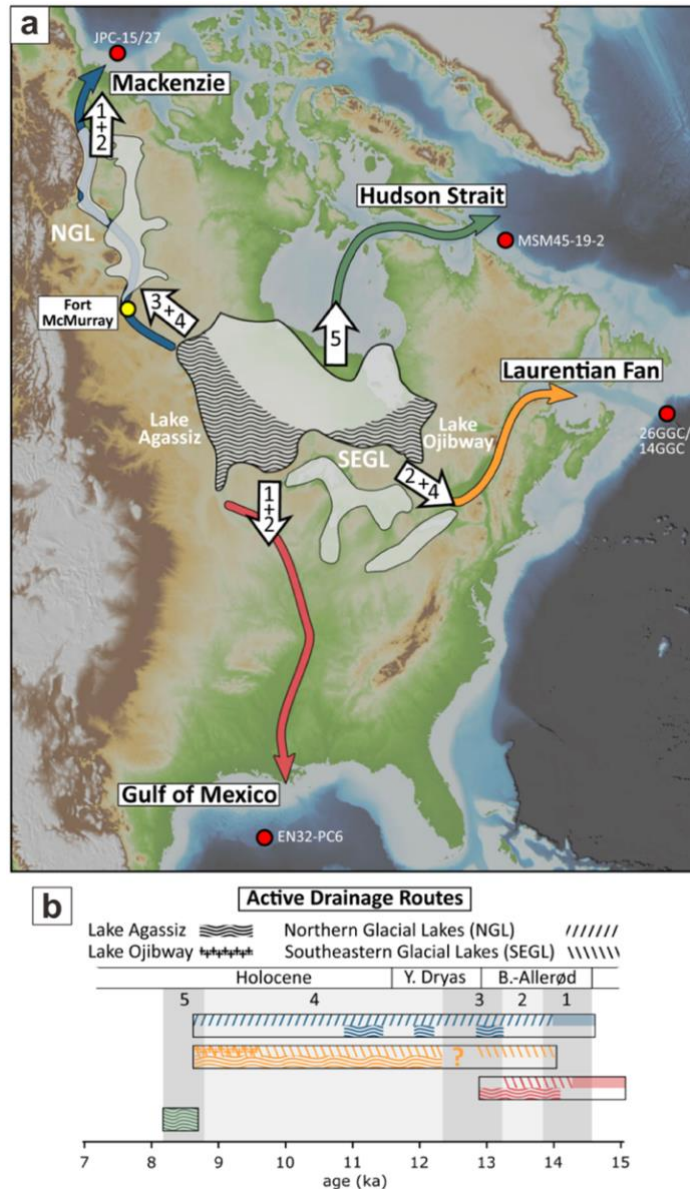 a
JPC-15/27
Mackenzie
1+2
Hudson Strait
NGL
MSM45-19-2
3+4
Fort
McMurray
5
Laurentian Fan
Lake
Agassiz
Lake
Ojibway
26GGC/
14GGC
SEGL
2+4
1+2
Gulf of Mexico
EN32-PC6
b
Active Drainage Routes
Lake Agassiz Northern Glacial Lakes (NGL)
Lake Ojibway Southeastern Glacial Lakes (SEGL)
Holocene Y. Dryas B.-Allerød
5 4 3 2 1
?
7 8 9 10 11 12 13 14 15
age (ka)